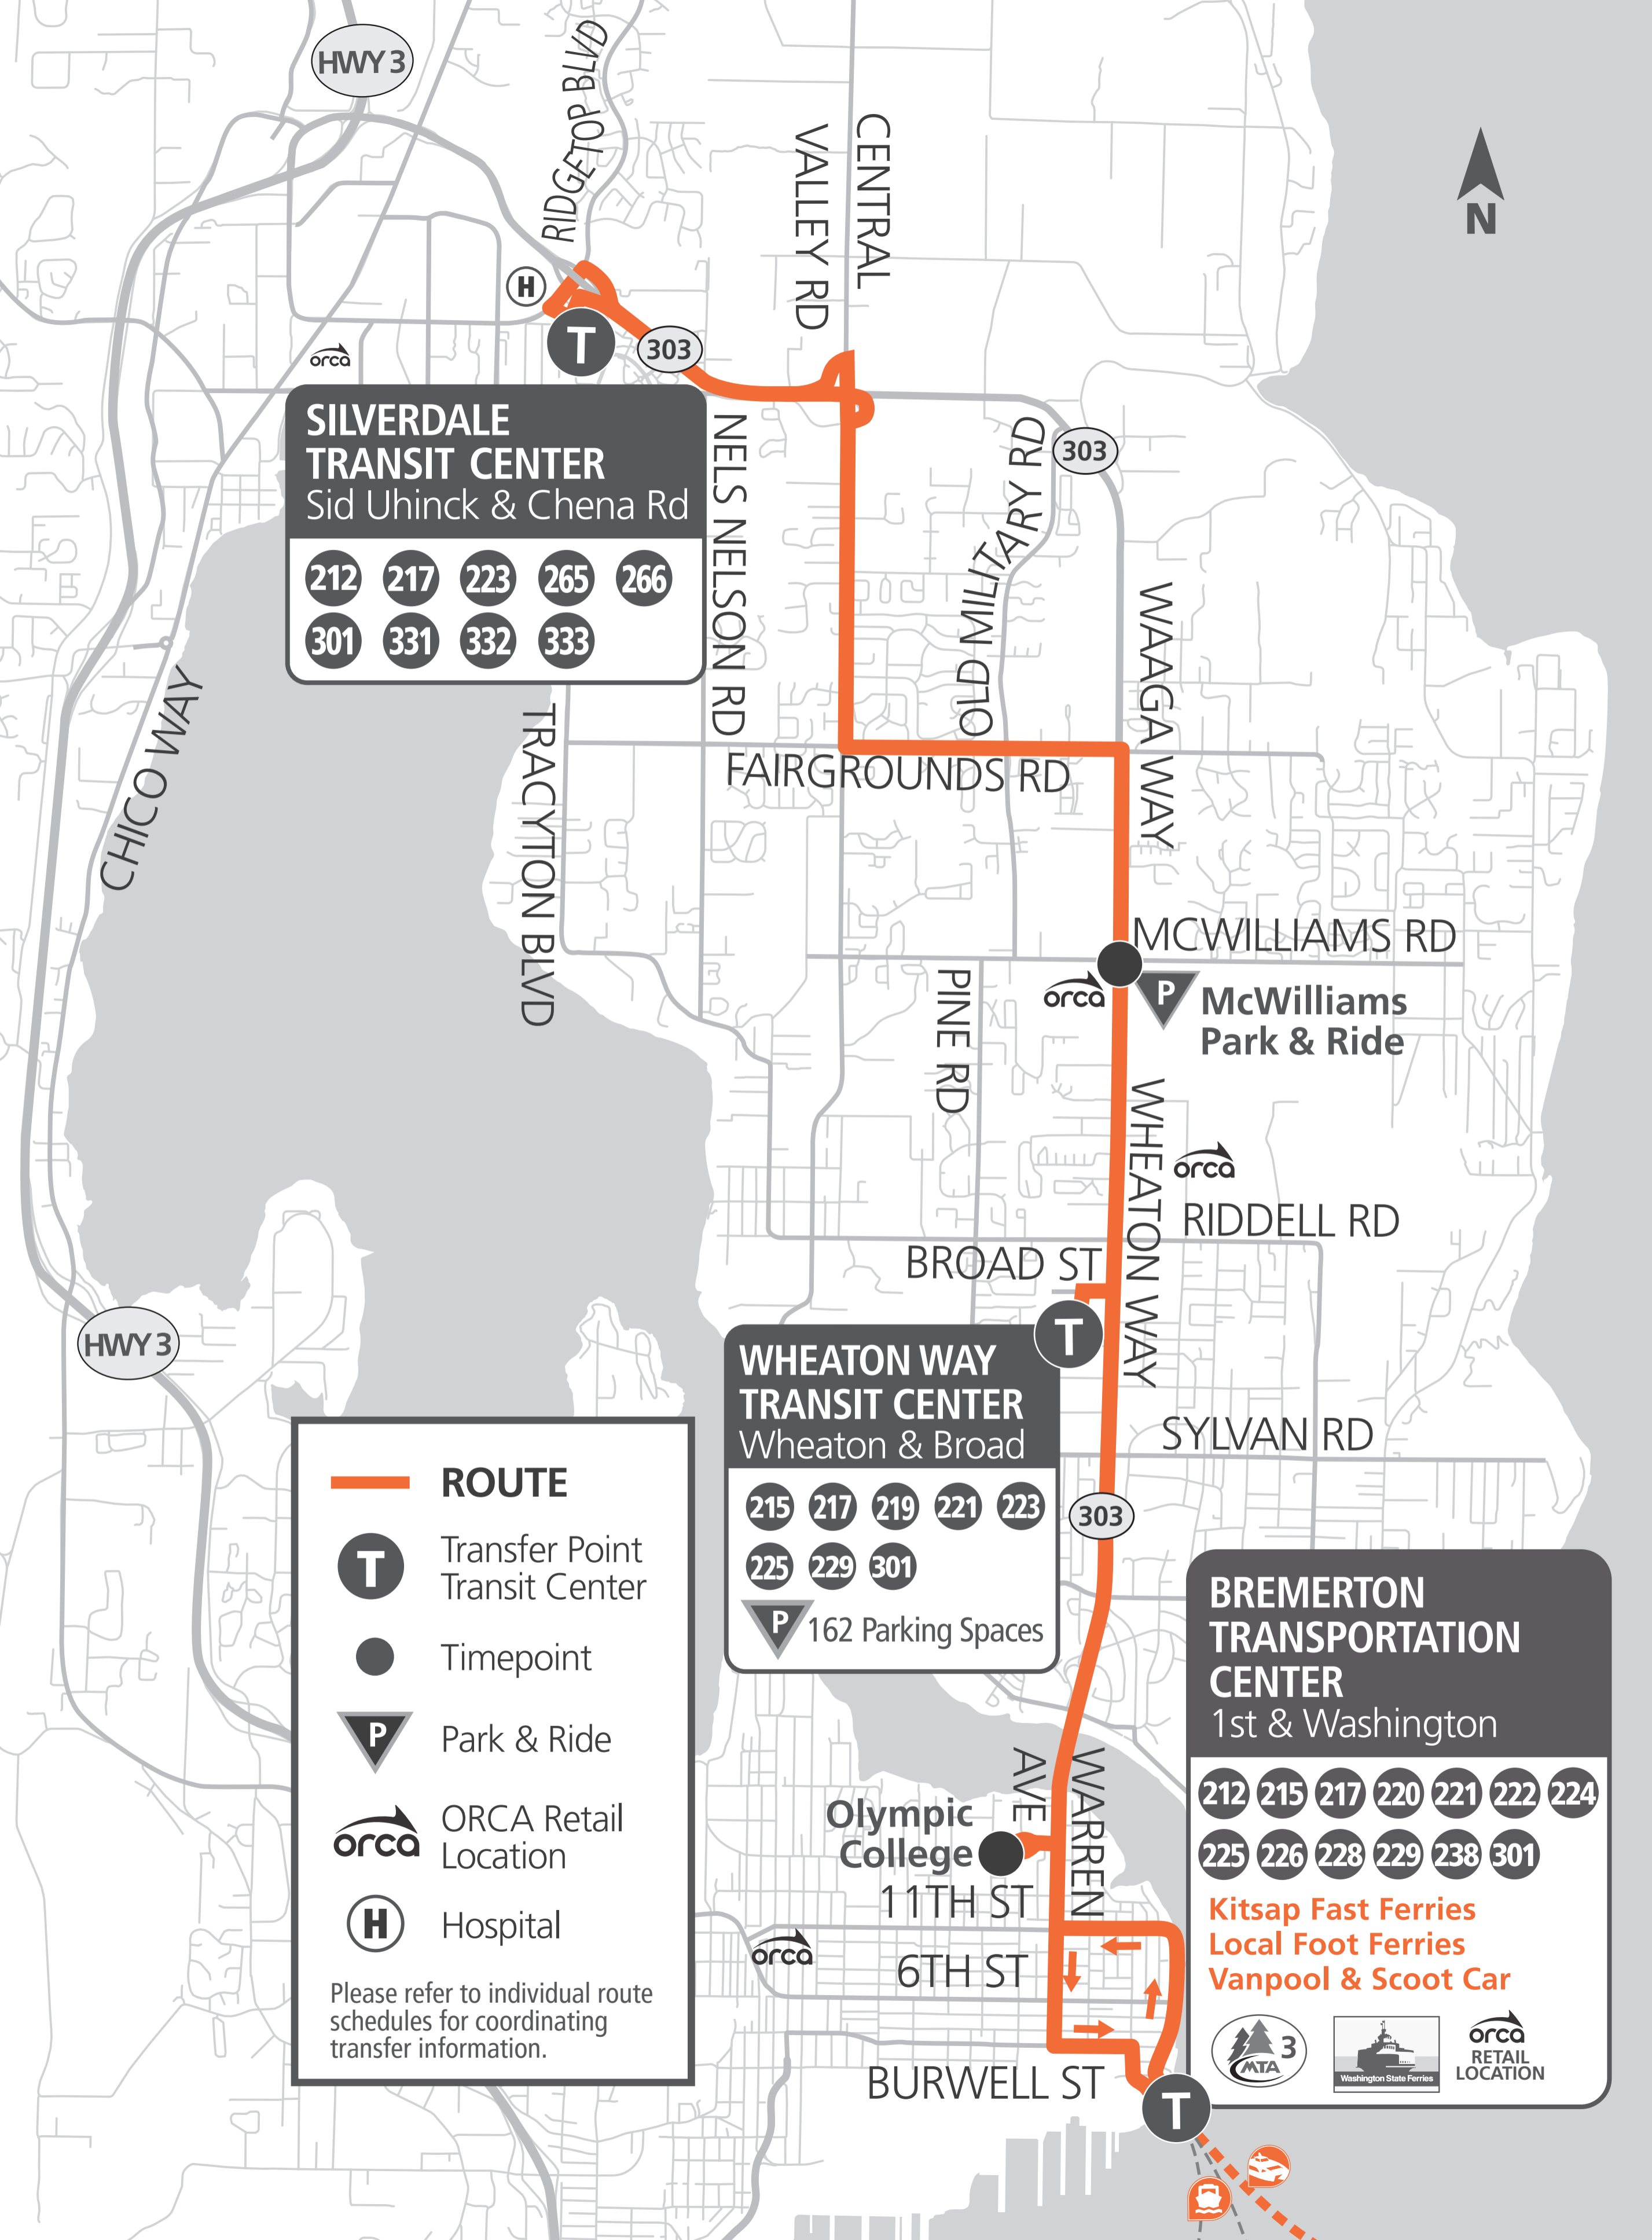 HWY 3
RIDGETOP BLVD
CENTRAL
VALLEY RD
N
H
T
303
orca
SILVERDALE
TRANSIT CENTER
Sid Uhinck & Chena Rd
212 217 223 265 266
301 331 332 333
NELS NELSON RD
OLD MILITARY RD
303
WAAGA WAY
CHICO WAY
TRACYTON BLVD
FAIRGROUNDS RD
MCWILLIAMS RD
orca
P
McWilliams
Park & Ride
PINE RD
WHEATON WAY
orca
RIDDELL RD
BROAD ST
T
HWY 3
WHEATON WAY
TRANSIT CENTER
Wheaton & Broad
215 217 219 221 223
225 229 301
P 162 Parking Spaces
SYLVAN RD
303
ROUTE
T
Transfer Point
Transit Center
Timepoint
P
Park & Ride
orca
ORCA Retail
Location
H
Hospital
Please refer to individual route
schedules for coordinating
transfer information.
WARREN
AVE
Olympic
College
11TH ST
orca
6TH ST
BURWELL ST
T
BREMERTON
TRANSPORTATION
CENTER
1st & Washington
212 215 217 220 221 222 224
225 226 228 229 238 301
Kitsap Fast Ferries
Local Foot Ferries
Vanpool & Scoot Car
MTA 3
Washington State Ferries
orca
RETAIL
LOCATION